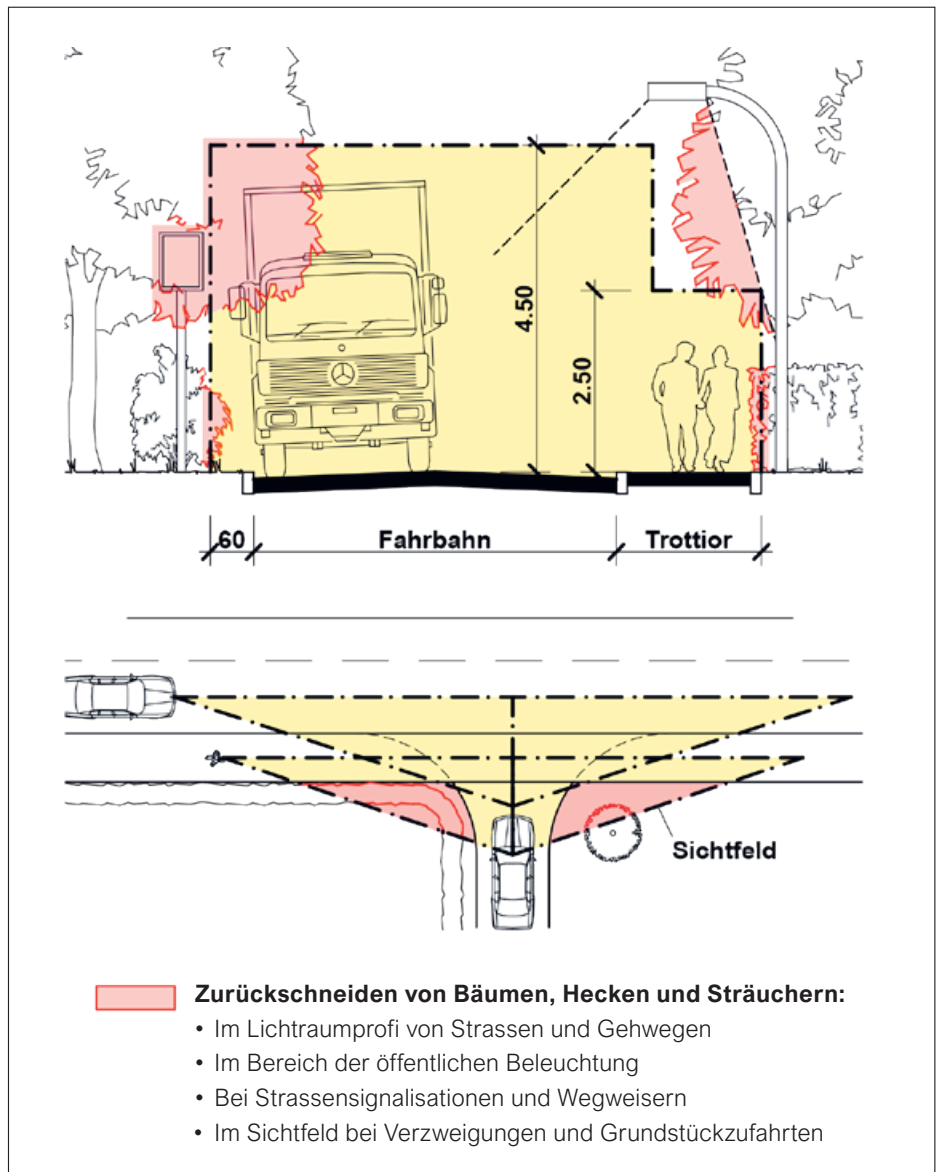 4.50
2.50
60 Fahrbahn Trottior
Sichtfeld
Zurückschneiden von Bäumen, Hecken und Sträuchern:
• Im Lichtraumprofi von Strassen und Gehwegen
• Im Bereich der öffentlichen Beleuchtung
• Bei Strassensignalisationen und Wegweisern
• Im Sichtfeld bei Verzweigungen und Grundstückzufahrten